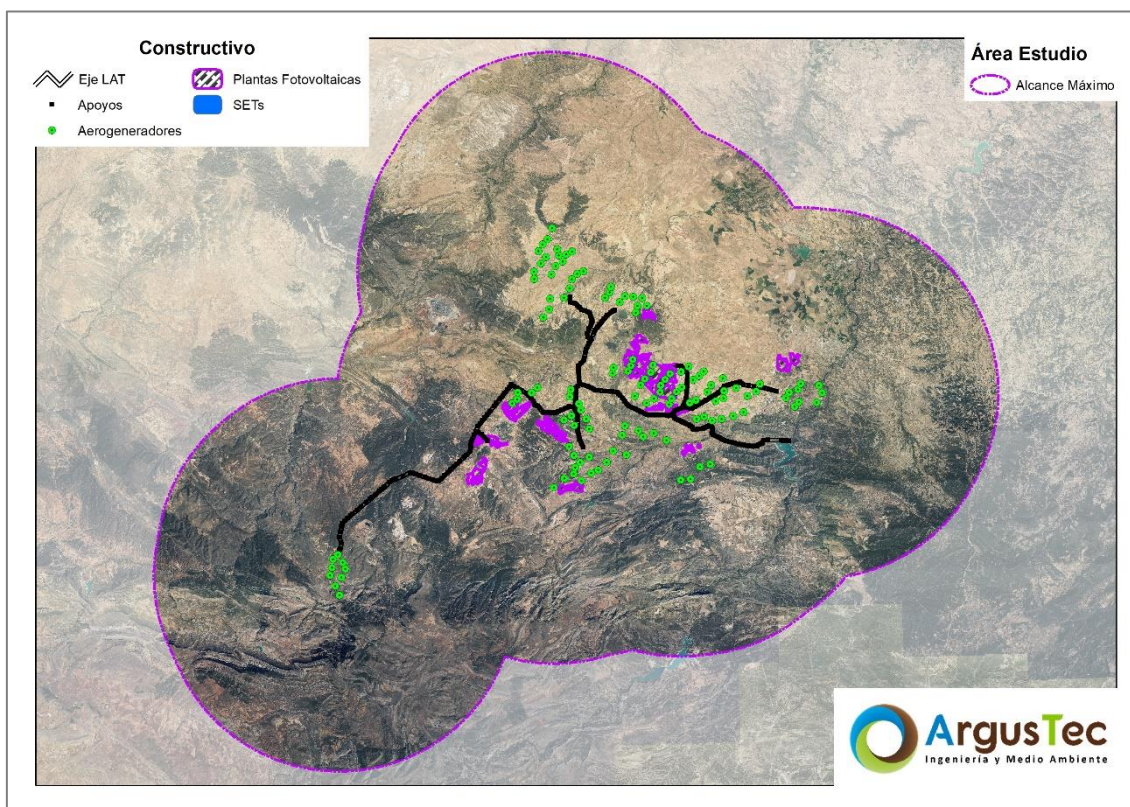 Constructivo
Eje LAT
Plantas Fotovoltaicas
Apoyos
SETs
Aerogeneradores
Área Estudio
Alcance Máximo
ArgusTec
Ingeniería y Medio Ambiente